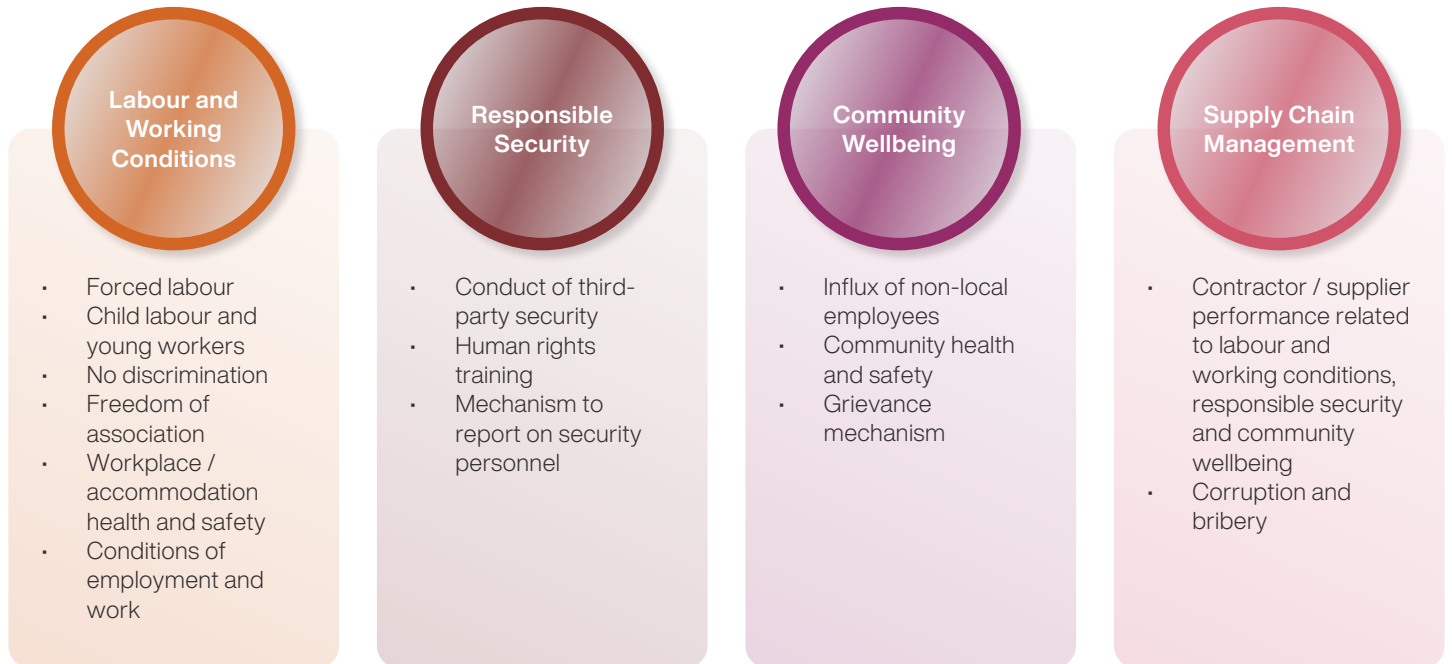 Labour and
Working
Conditions
▪ Forced labour
▪ Child labour and
young workers
▪ No discrimination
▪ Freedom of
association
▪ Workplace /
accommodation
health and safety
▪ Conditions of
employment and
work
Responsible
Security
▪ Conduct of third-
party security
▪ Human rights
training
▪ Mechanism to
report on security
personnel
Community
Wellbeing
▪ Influx of non-local
employees
▪ Community health
and safety
▪ Grievance
mechanism
Supply Chain
Management
▪ Contractor / supplier
performance related
to labour and
working conditions,
responsible security
and community
wellbeing
▪ Corruption and
bribery